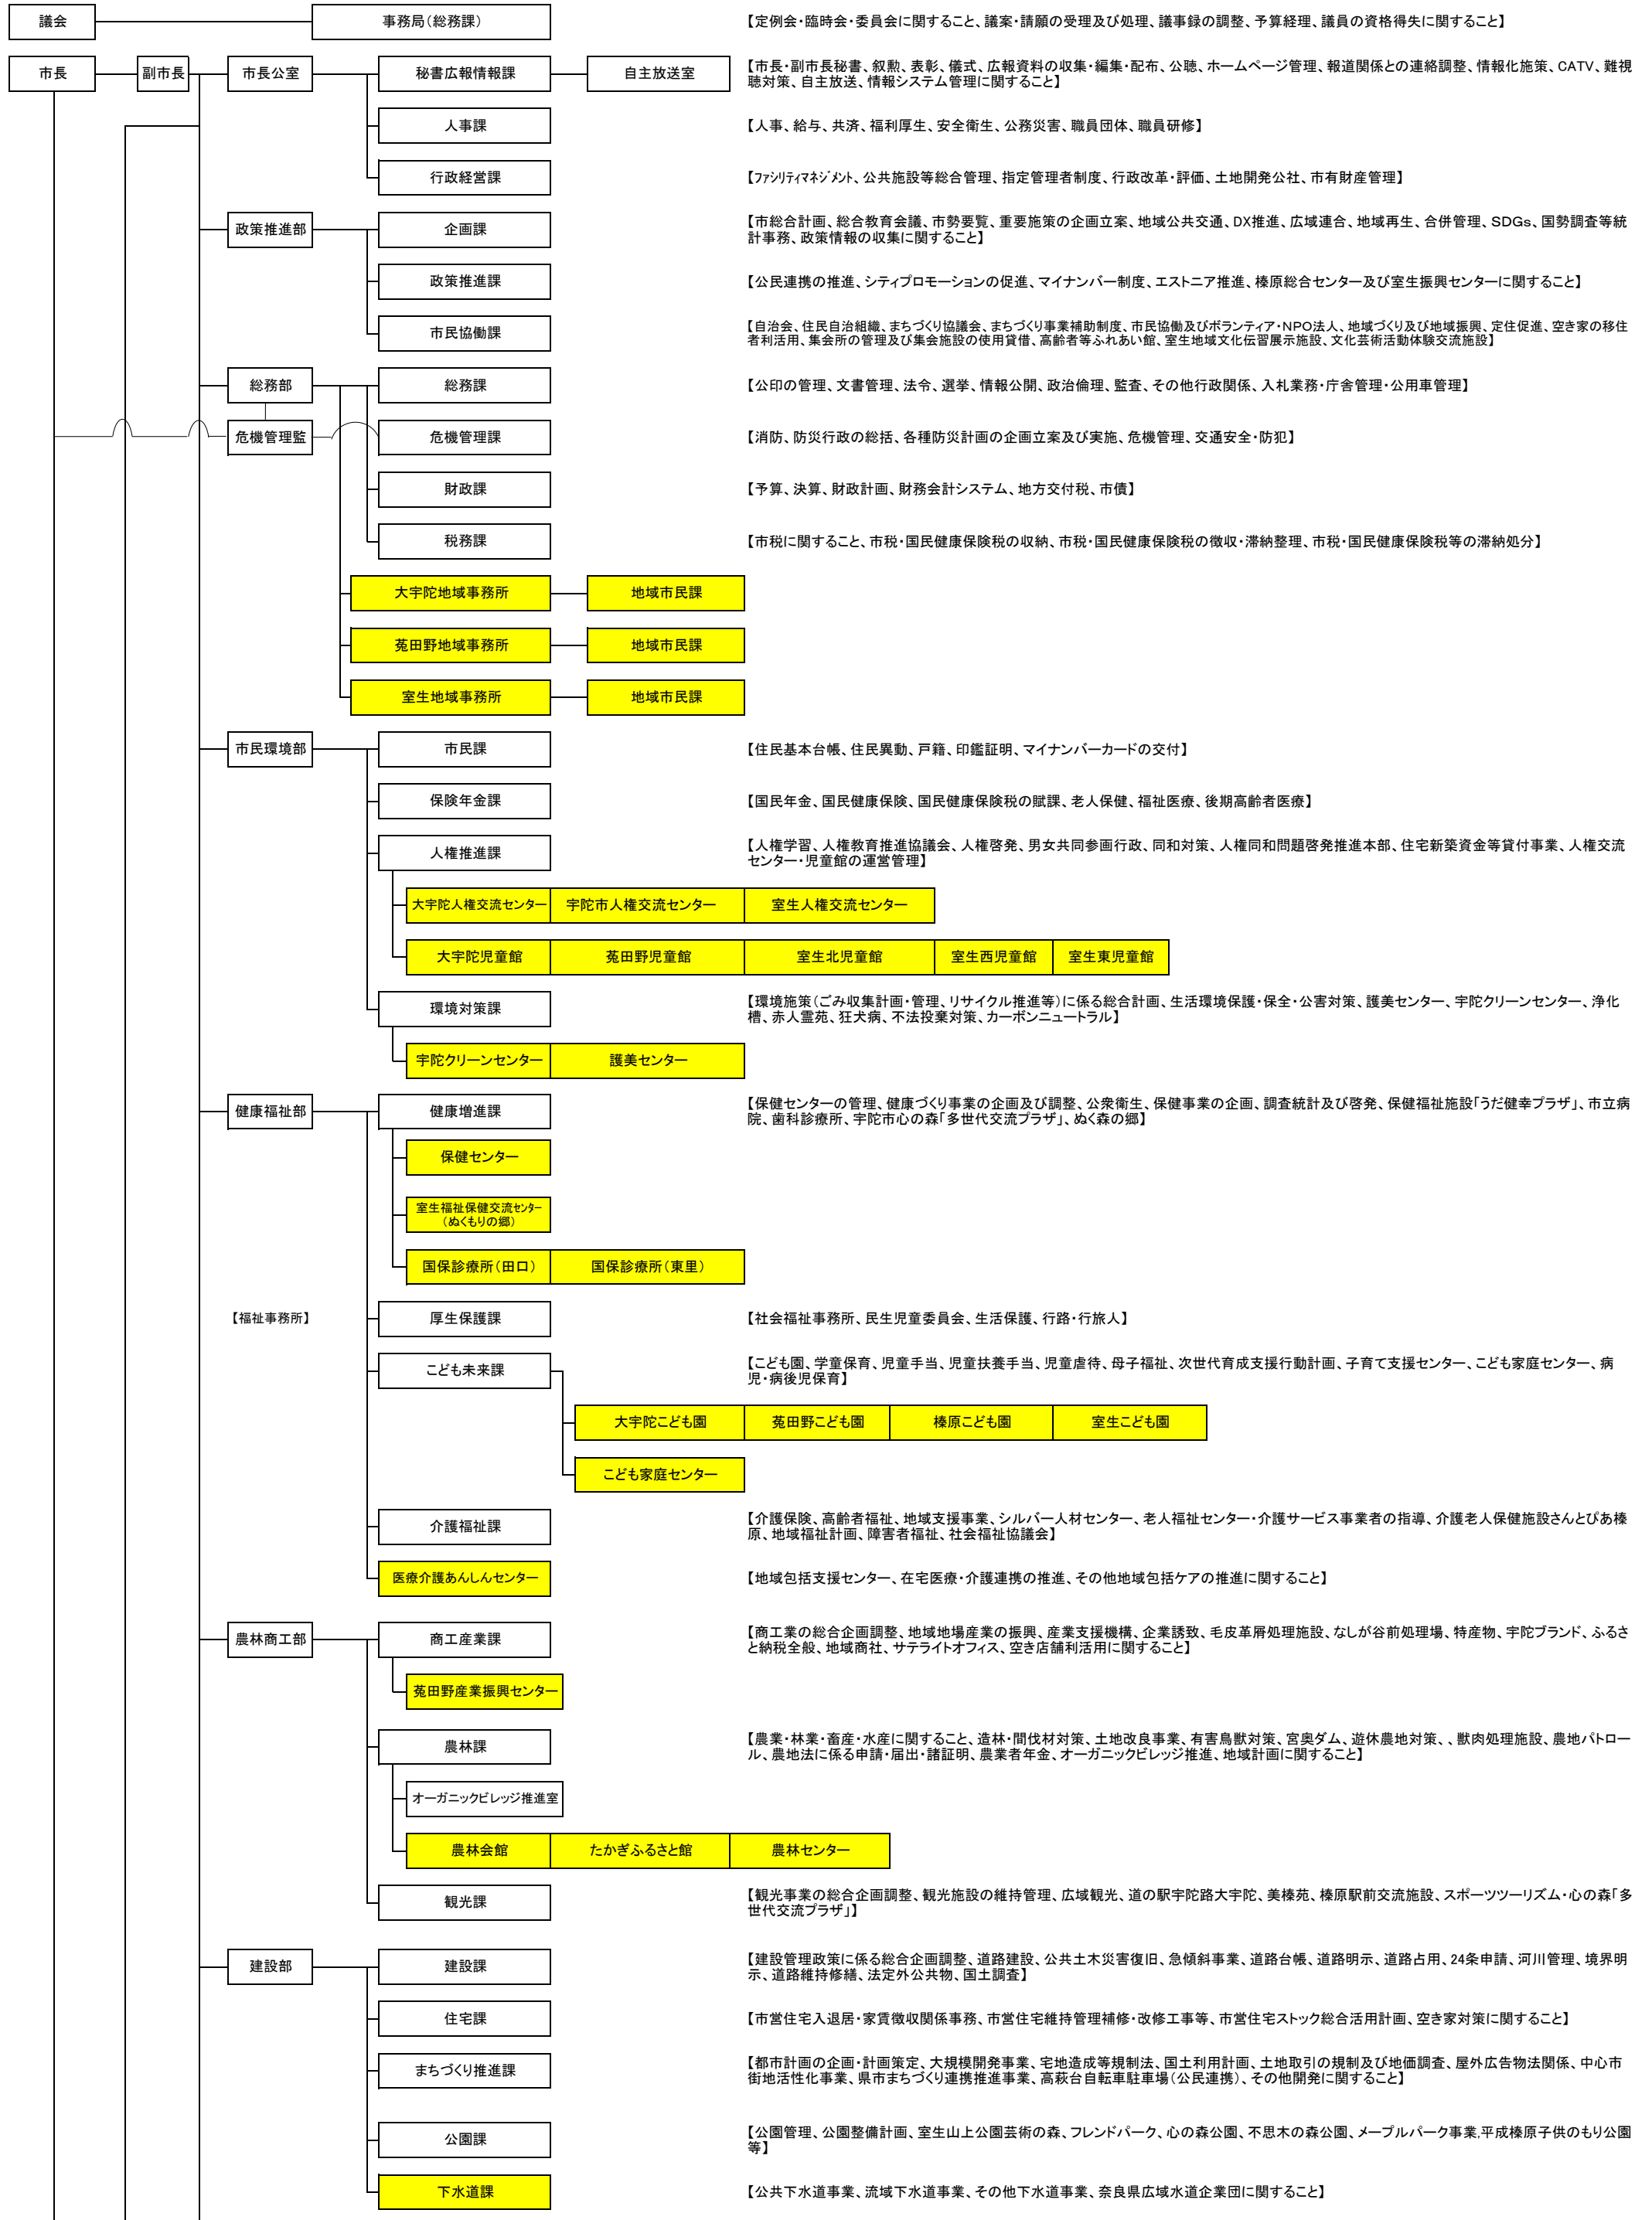 議会
事務局(総務課)
【定例会・臨時会・委員会に関すること、議案・請願の受理及び処理、議事録の調整、予算経理、議員の資格得失に関すること】
市長
副市長
市長公室
秘書広報情報課
自主放送室
【市長・副市長秘書、叙勲、表彰、儀式、広報資料の収集・編集・配布、公聴、ホームページ管理、報道関係との連絡調整、情報化施策、CATV、難視
聴対策、自主放送、情報システム管理に関すること】
人事課
【人事、給与、共済、福利厚生、安全衛生、公務災害、職員団体、職員研修】
行政経営課
【ファシリティマネジメント、公共施設等総合管理、指定管理者制度、行政改革・評価、土地開発公社、市有財産管理】
政策推進部
企画課
【市総合計画、総合教育会議、市勢要覧、重要施策の企画立案、地域公共交通、DX推進、広域連合、地域再生、合併管理、SDGs、国勢調査等統
計事務、政策情報の収集に関すること】
政策推進課
【公民連携の推進、シティプロモーションの促進、マイナンバー制度、エストニア推進、榛原総合センター及び室生振興センターに関すること】
市民協働課
【自治会、住民自治組織、まちづくり協議会、まちづくり事業補助制度、市民協働及びボランティア・NPO法人、地域づくり及び地域振興、定住促進、空き家の移住
者利活用、集会所の管理及び集会施設の使用貸借、高齢者等ふれあい館、室生地域文化伝習展示施設、文化芸術活動体験交流施設】
総務部
総務課
【公印の管理、文書管理、法令、選挙、情報公開、政治倫理、監査、その他行政関係、入札業務・庁舎管理・公用車管理】
危機管理監
危機管理課
【消防、防災行政の総括、各種防災計画の企画立案及び実施、危機管理、交通安全・防犯】
財政課
【予算、決算、財政計画、財務会計システム、地方交付税、市債】
税務課
【市税に関すること、市税・国民健康保険税の収納、市税・国民健康保険税の徴収・滞納整理、市税・国民健康保険税等の滞納処分】
大宇陀地域事務所
地域市民課
菟田野地域事務所
地域市民課
室生地域事務所
地域市民課
市民環境部
市民課
【住民基本台帳、住民異動、戸籍、印鑑証明、マイナンバーカードの交付】
保険年金課
【国民年金、国民健康保険、国民健康保険税の賦課、老人保健、福祉医療、後期高齢者医療】
人権推進課
【人権学習、人権教育推進協議会、人権啓発、男女共同参画行政、同和対策、人権同和問題啓発推進本部、住宅新築資金等貸付事業、人権交流
センター・児童館の運営管理】
大宇陀人権交流センター
宇陀市人権交流センター
室生人権交流センター
大宇陀児童館
菟田野児童館
室生北児童館
室生西児童館
室生東児童館
環境対策課
【環境施策(ごみ収集計画・管理、リサイクル推進等)に係る総合計画、生活環境保護・保全・公害対策、護美センター、宇陀クリーンセンター、浄化
槽、赤人霊苑、狂犬病、不法投棄対策、カーボンニュートラル】
宇陀クリーンセンター
護美センター
健康福祉部
健康増進課
【保健センターの管理、健康づくり事業の企画及び調整、公衆衛生、保健事業の企画、調査統計及び啓発、保健福祉施設「うだ健幸プラザ」、市立病
院、歯科診療所、宇陀市心の森「多世代交流プラザ」、ぬく森の郷】
保健センター
室生福祉保健交流センター
(ぬくもりの郷)
国保診療所(田口)
国保診療所(東里)
【福祉事務所】
厚生保護課
【社会福祉事務所、民生児童委員会、生活保護、行路・行旅人】
こども未来課
【こども園、学童保育、児童手当、児童扶養手当、児童虐待、母子福祉、次世代育成支援行動計画、子育て支援センター、こども家庭センター、病
児・病後児保育】
大宇陀こども園
菟田野こども園
榛原こども園
室生こども園
こども家庭センター
介護福祉課
【介護保険、高齢者福祉、地域支援事業、シルバー人材センター、老人福祉センター・介護サービス事業者の指導、介護老人保健施設さんとぴあ榛
原、地域福祉計画、障害者福祉、社会福祉協議会】
医療介護あんしんセンター
【地域包括支援センター、在宅医療・介護連携の推進、その他地域包括ケアの推進に関すること】
農林商工部
商工産業課
【商工業の総合企画調整、地域地場産業の振興、産業支援機構、企業誘致、毛皮革屑処理施設、なしが谷前処理場、特産物、宇陀ブランド、ふるさ
と納税全般、地域商社、サテライトオフィス、空き店舗利活用に関すること】
菟田野産業振興センター
農林課
【農業・林業・畜産・水産に関すること、造林・間伐材対策、土地改良事業、有害鳥獣対策、宮奥ダム、遊休農地対策、、獣肉処理施設、農地パトロー
ル、農地法に係る申請・届出・諸証明、農業者年金、オーガニックビレッジ推進、地域計画に関すること】
オーガニックビレッジ推進室
農林会館
たかぎふるさと館
農林センター
観光課
【観光事業の総合企画調整、観光施設の維持管理、広域観光、道の駅宇陀路大宇陀、美榛苑、榛原駅前交流施設、スポーツツーリズム・心の森「多
世代交流プラザ」】
建設部
建設課
【建設管理政策に係る総合企画調整、道路建設、公共土木災害復旧、急傾斜事業、道路台帳、道路明示、道路占用、24条申請、河川管理、境界明
示、道路維持修繕、法定外公共物、国土調査】
住宅課
【市営住宅入退居・家賃徴収関係事務、市営住宅維持管理補修・改修工事等、市営住宅ストック総合活用計画、空き家対策に関すること】
まちづくり推進課
【都市計画の企画・計画策定、大規模開発事業、宅地造成等規制法、国土利用計画、土地取引の規制及び地価調査、屋外広告物法関係、中心市
街地活性化事業、県市まちづくり連携推進事業、高萩台自転車駐車場(公民連携)、その他開発に関すること】
公園課
【公園管理、公園整備計画、室生山上公園芸術の森、フレンドパーク、心の森公園、不思木の森公園、メープルパーク事業,平成榛原子供のもり公園
等】
下水道課
【公共下水道事業、流域下水道事業、その他下水道事業、奈良県広域水道企業団に関すること】